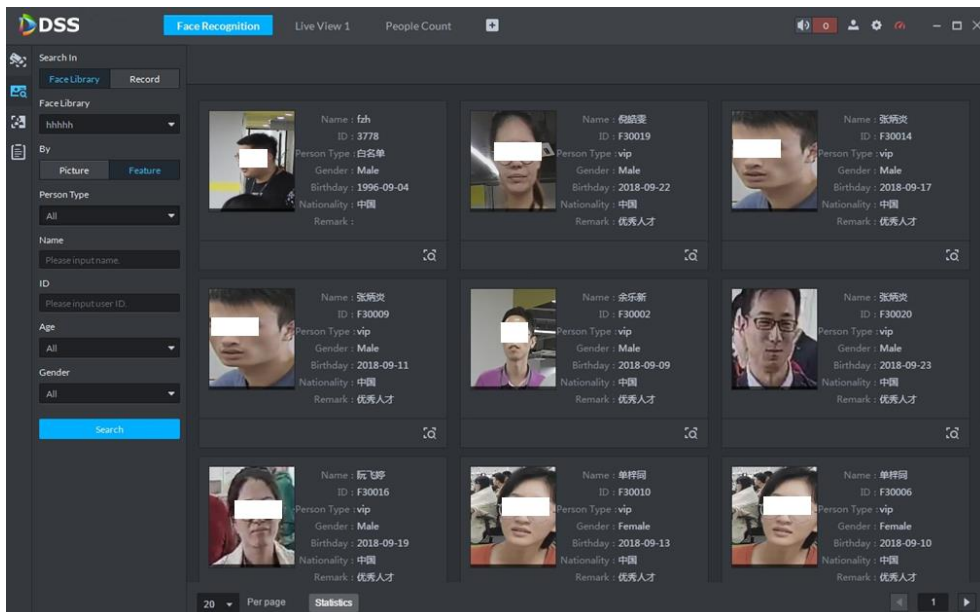 DSS
Face Recognition
Live View 1
People Count
0
Search In
Face Library
Record
Face Library
hhhhh
By
Picture
Feature
Person Type
All
Name
Please input name.
ID
Please input user ID.
Age
All
Gender
All
Search
Name : fzh
ID : 3778
Person Type : 白名单
Gender : Male
Birthday : 1996-09-04
Nationality : 中国
Remark :
Name : 倪皓雯
ID : F30019
Person Type : vip
Gender : Male
Birthday : 2018-09-22
Nationality : 中国
Remark : 优秀人才
Name : 张炳炎
ID : F30014
Person Type : vip
Gender : Male
Birthday : 2018-09-17
Nationality : 中国
Remark : 优秀人才
Name : 张炳炎
ID : F30009
Person Type : vip
Gender : Male
Birthday : 2018-09-11
Nationality : 中国
Remark : 优秀人才
Name : 余乐新
ID : F30002
Person Type : vip
Gender : Male
Birthday : 2018-09-09
Nationality : 中国
Remark : 优秀人才
Name : 张炳炎
ID : F30020
Person Type : vip
Gender : Male
Birthday : 2018-09-23
Nationality : 中国
Remark : 优秀人才
Name : 阮飞婷
ID : F30016
Person Type : vip
Gender : Male
Birthday : 2018-09-19
Nationality : 中国
Remark : 优秀人才
Name : 单梓同
ID : F30010
Person Type : vip
Gender : Female
Birthday : 2018-09-13
Nationality : 中国
Remark : 优秀人才
Name : 单梓同
ID : F30006
Person Type : vip
Gender : Female
Birthday : 2018-09-10
Nationality : 中国
Remark : 优秀人才
20
Per page
Statistics
1